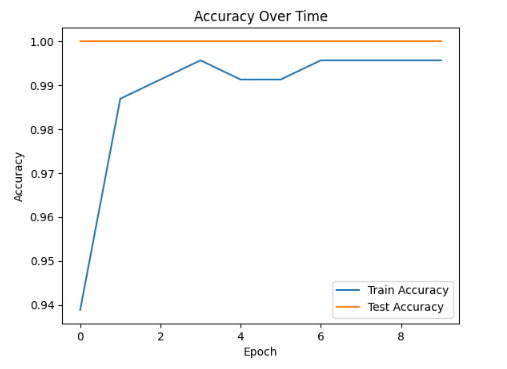 Accuracy Over Time
1.00
0.99
0.98
0.97
0.96
0.95
0.94
Accuracy
Train Accuracy
Test Accuracy
0 2 4 6 8
Epoch